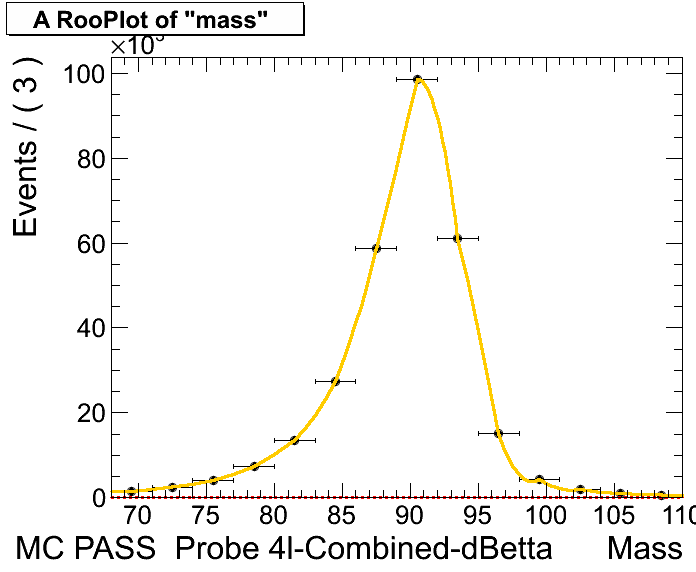 A RooPlot of "mass"
×10³
Events / ( 3 )
100
80
60
40
20
0
70 75 80 85 90 95 100 105 110
MC PASS Probe 4l-Combined-dBetta Mass